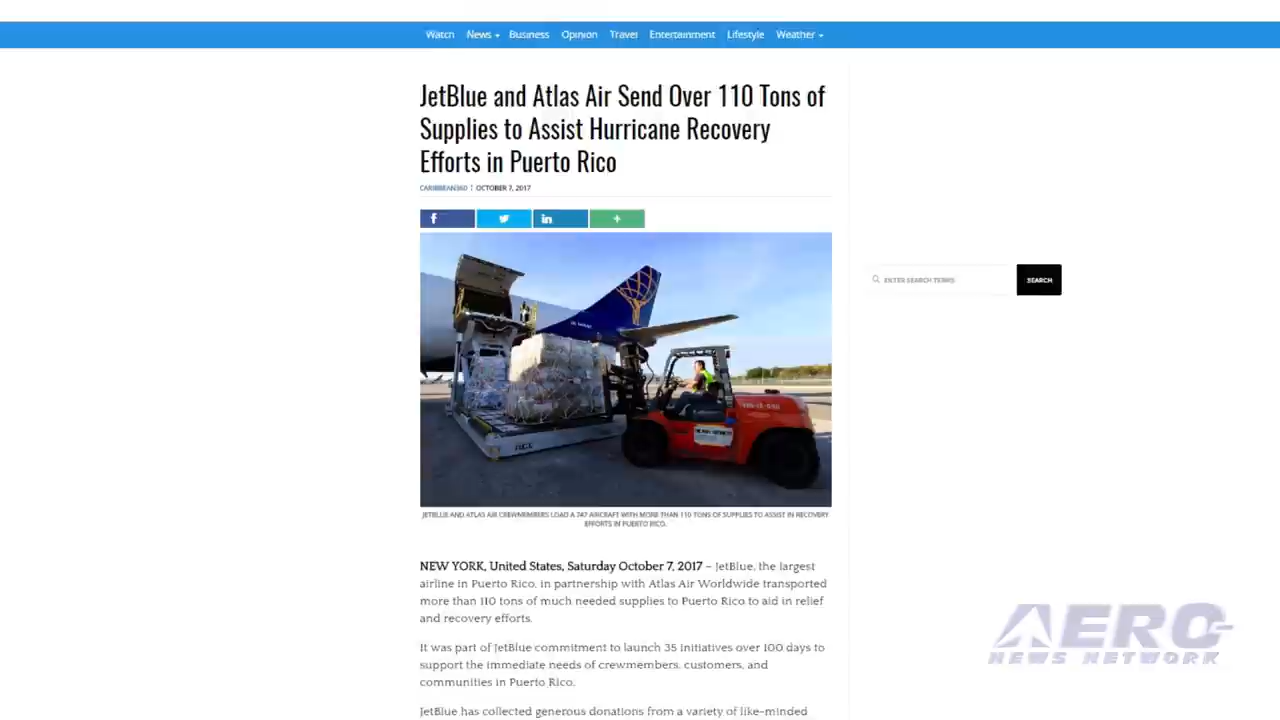 Watch News Business Opinion Travel Entertainment Lifestyle Weather
JetBlue and Atlas Air Send Over 110 Tons of
Supplies to Assist Hurricane Recovery
Efforts in Puerto Rico
CARIBBEAN360 | OCTOBER 7, 2017
ENTER SEARCH TERMS SEARCH
JETBLUE AND ATLAS AIR CREWMEMBERS LOAD A 747 AIRCRAFT WITH MORE THAN 110 TONS OF SUPPLIES TO ASSIST IN RECOVERY
EFFORTS IN PUERTO RICO.
NEW YORK, United States, Saturday October 7, 2017 – JetBlue, the largest
airline in Puerto Rico, in partnership with Atlas Air Worldwide transported
more than 110 tons of much needed supplies to Puerto Rico to aid in relief
and recovery efforts.
It was part of JetBlue commitment to launch 35 initiatives over 100 days to
support the immediate needs of crewmembers, customers, and
communities in Puerto Rico.
JetBlue has collected generous donations from a variety of like-minded
AERO
NEWS NETWORK